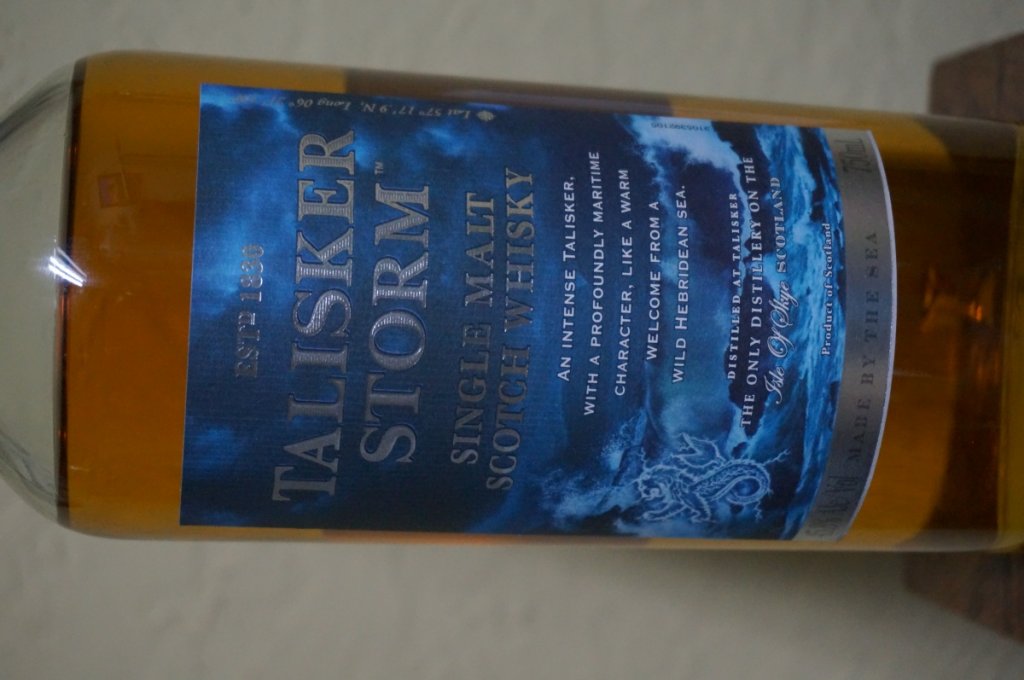 Lat 57° 17'.9 N, Long 06°
ESTD 1830
TALISKER
STORM™
SINGLE MALT
SCOTCH WHISKY
AN INTENSE TALISKER,
WITH A PROFOUNDLY MARITIME
CHARACTER, LIKE A WARM
WELCOME FROM A
WILD HEBRIDEAN SEA.
DISTILLED AT TALISKER
THE ONLY DISTILLERY ON THE
Isle Of Skye SCOTLAND
Product of Scotland
MADE BY THE SEA
750mL